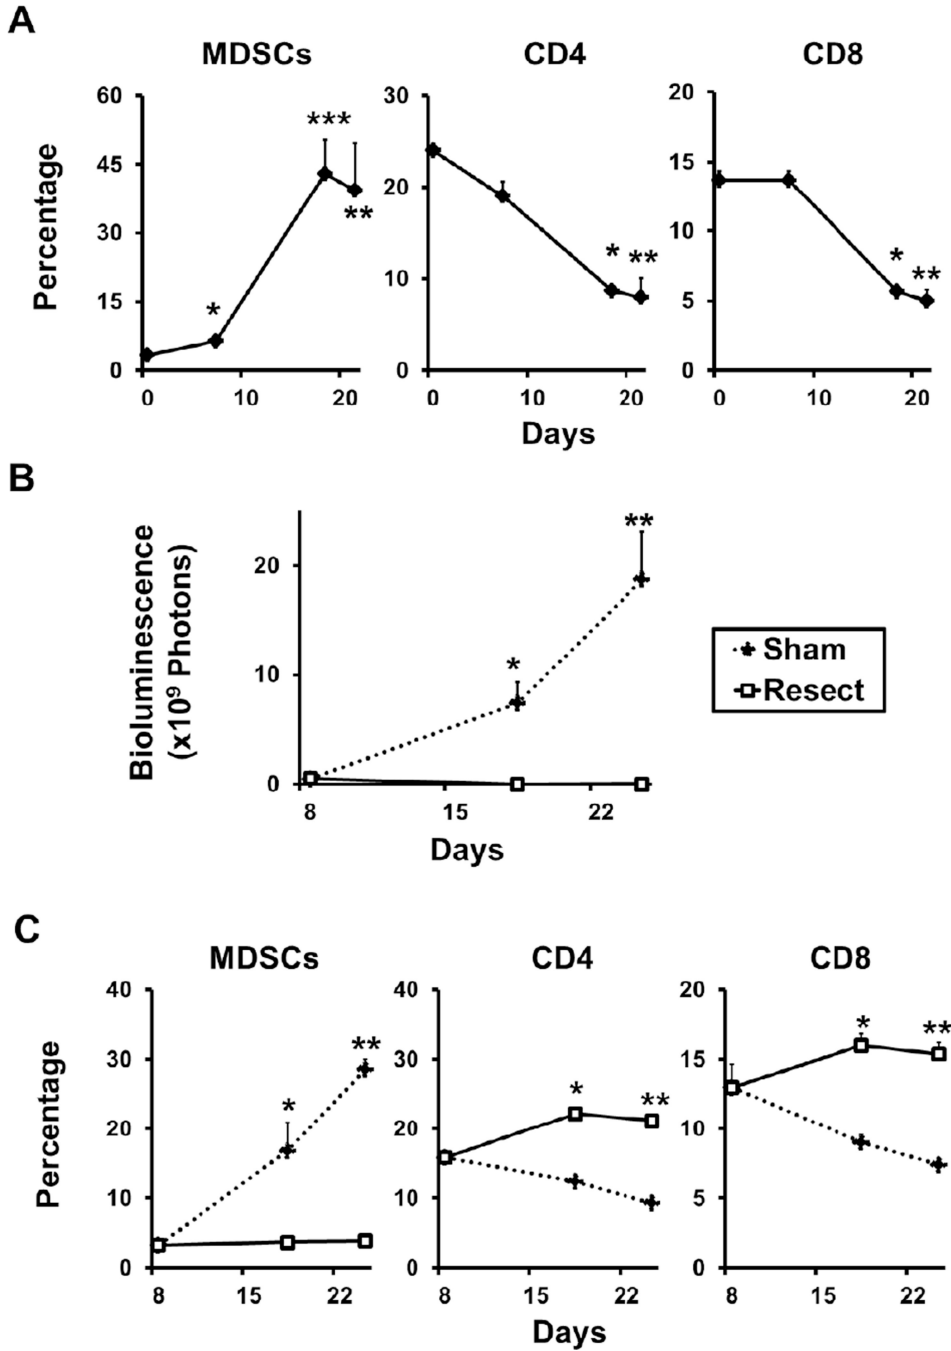 A
MDSCs CD4 CD8
Percentage
60
45
30
15
0
***
**
*
0 10 20
30
20
10
0
* **
0 10 20
20
15
10
5
0
*
**
0 10 20
Days
B
Bioluminescence
(x10⁹ Photons)
20
10
0
**
*
8 15 22
Days
Sham
Resect
C
MDSCs CD4 CD8
Percentage
40
30
20
10
0
**
*
8 15 22
40
30
20
10
0
*
**
8 15 22
20
15
10
5
0
*
**
8 15 22
Days